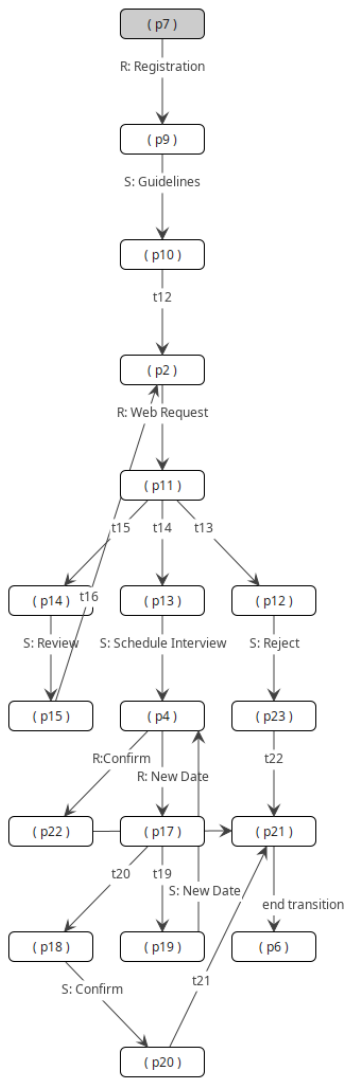 ( p7 )
R: Registration
( p9 )
S: Guidelines
( p10 )
t12
( p2 )
R: Web Request
( p11 )
t15 t14 t13
( p14 ) ( p13 ) ( p12 )
t16
S: Review S: Schedule Interview S: Reject
( p15 ) ( p4 ) ( p23 )
R:Confirm t22
R: New Date
( p22 ) ( p17 ) ( p21 )
t20 t19
S: New Date
end transition
( p18 ) ( p19 ) ( p6 )
t21
S: Confirm
( p20 )